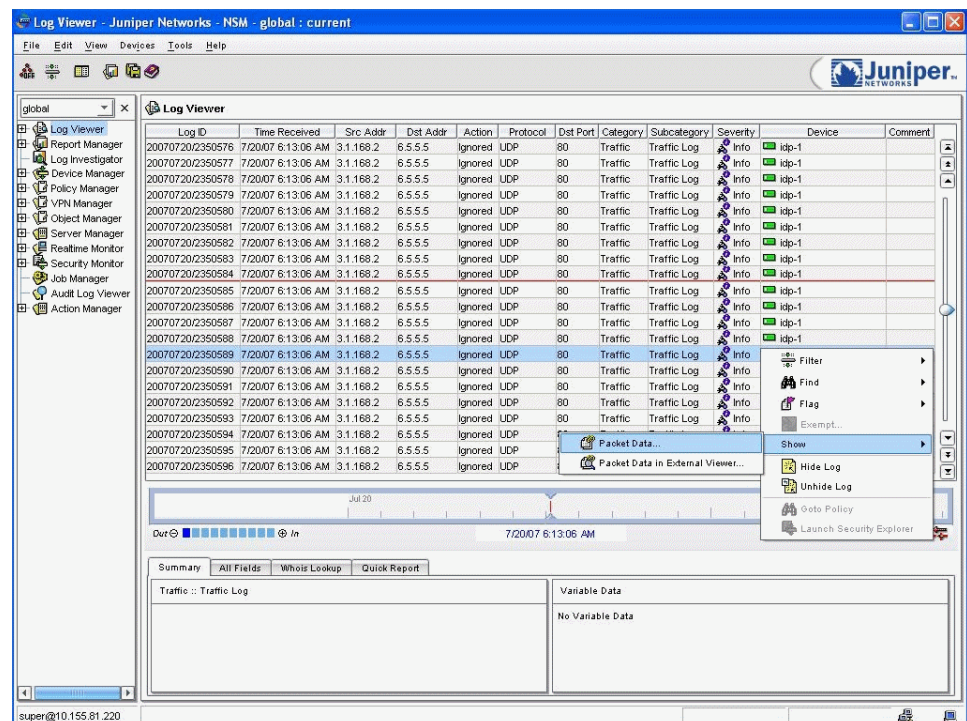 Log Viewer - Juniper Networks - NSM - global : current
File Edit View Devices Tools Help
Juniper
NETWORKS
global
Log Viewer
Report Manager
Log Investigator
Device Manager
Policy Manager
VPN Manager
Object Manager
Server Manager
Realtime Monitor
Security Monitor
Job Manager
Audit Log Viewer
Action Manager
Log Viewer
Log ID Time Received Src Addr Dst Addr Action Protocol Dst Port Category Subcategory Severity Device Comment
20070720/2350576 7/20/07 6:13:06 AM 3.1.168.2 6.5.5.5 Ignored UDP 80 Traffic Traffic Log Info idp-1
20070720/2350577 7/20/07 6:13:06 AM 3.1.168.2 6.5.5.5 Ignored UDP 80 Traffic Traffic Log Info idp-1
20070720/2350578 7/20/07 6:13:06 AM 3.1.168.2 6.5.5.5 Ignored UDP 80 Traffic Traffic Log Info idp-1
20070720/2350579 7/20/07 6:13:06 AM 3.1.168.2 6.5.5.5 Ignored UDP 80 Traffic Traffic Log Info idp-1
20070720/2350580 7/20/07 6:13:06 AM 3.1.168.2 6.5.5.5 Ignored UDP 80 Traffic Traffic Log Info idp-1
20070720/2350581 7/20/07 6:13:06 AM 3.1.168.2 6.5.5.5 Ignored UDP 80 Traffic Traffic Log Info idp-1
20070720/2350582 7/20/07 6:13:06 AM 3.1.168.2 6.5.5.5 Ignored UDP 80 Traffic Traffic Log Info idp-1
20070720/2350583 7/20/07 6:13:06 AM 3.1.168.2 6.5.5.5 Ignored UDP 80 Traffic Traffic Log Info idp-1
20070720/2350584 7/20/07 6:13:06 AM 3.1.168.2 6.5.5.5 Ignored UDP 80 Traffic Traffic Log Info idp-1
20070720/2350585 7/20/07 6:13:06 AM 3.1.168.2 6.5.5.5 Ignored UDP 80 Traffic Traffic Log Info idp-1
20070720/2350586 7/20/07 6:13:06 AM 3.1.168.2 6.5.5.5 Ignored UDP 80 Traffic Traffic Log Info idp-1
20070720/2350587 7/20/07 6:13:06 AM 3.1.168.2 6.5.5.5 Ignored UDP 80 Traffic Traffic Log Info idp-1
20070720/2350588 7/20/07 6:13:06 AM 3.1.168.2 6.5.5.5 Ignored UDP 80 Traffic Traffic Log Info idp-1
20070720/2350589 7/20/07 6:13:06 AM 3.1.168.2 6.5.5.5 Ignored UDP 80 Traffic Traffic Log Info
20070720/2350590 7/20/07 6:13:06 AM 3.1.168.2 6.5.5.5 Ignored UDP 80 Traffic Traffic Log Info
20070720/2350591 7/20/07 6:13:06 AM 3.1.168.2 6.5.5.5 Ignored UDP 80 Traffic Traffic Log Info
20070720/2350592 7/20/07 6:13:06 AM 3.1.168.2 6.5.5.5 Ignored UDP 80 Traffic Traffic Log Info
20070720/2350593 7/20/07 6:13:06 AM 3.1.168.2 6.5.5.5 Ignored UDP 80 Traffic Traffic Log Info
20070720/2350594 7/20/07 6:13:06 AM 3.1.168.2 6.5.5.5 Ignored UDP
20070720/2350595 7/20/07 6:13:06 AM 3.1.168.2 6.5.5.5 Ignored UDP
20070720/2350596 7/20/07 6:13:06 AM 3.1.168.2 6.5.5.5 Ignored UDP
Filter
Find
Flag
Exempt...
Show
Hide Log
Unhide Log
Goto Policy
Launch Security Explorer
Packet Data...
Packet Data in External Viewer...
Jul 20
Out In 7/20/07 6:13:06 AM
Summary All Fields Whois Lookup Quick Report
Traffic :: Traffic Log
Variable Data
No Variable Data
super@10.155.81.220